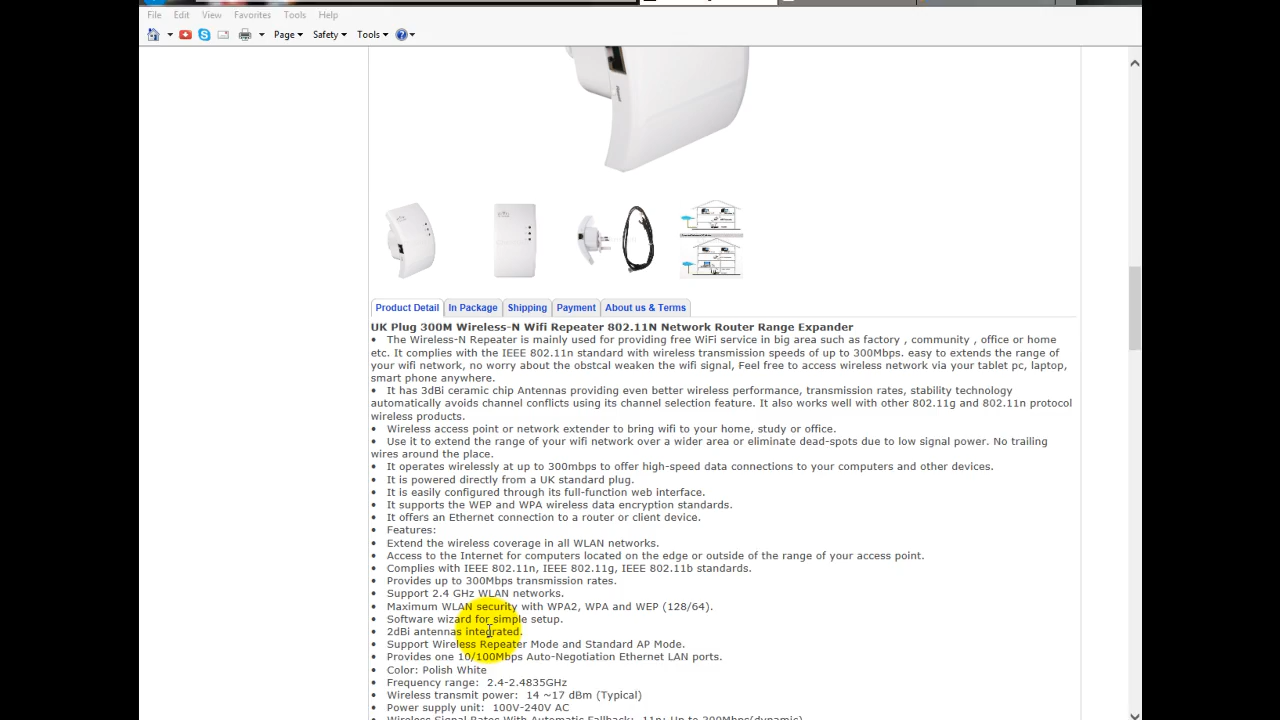 File Edit View Favorites Tools Help
Page Safety Tools
Product Detail In Package Shipping Payment About us & Terms
UK Plug 300M Wireless-N Wifi Repeater 802.11N Network Router Range Expander
• The Wireless-N Repeater is mainly used for providing free WiFi service in big area such as factory , community , office or home
etc. It complies with the IEEE 802.11n standard with wireless transmission speeds of up to 300Mbps. easy to extends the range of
your wifi network, no worry about the obstcal weaken the wifi signal, Feel free to access wireless network via your tablet pc, laptop,
smart phone anywhere.
• It has 3dBi ceramic chip Antennas providing even better wireless performance, transmission rates, stability technology
automatically avoids channel conflicts using its channel selection feature. It also works well with other 802.11g and 802.11n protocol
wireless products.
• Wireless access point or network extender to bring wifi to your home, study or office.
• Use it to extend the range of your wifi network over a wider area or eliminate dead-spots due to low signal power. No trailing
wires around the place.
• It operates wirelessly at up to 300mbps to offer high-speed data connections to your computers and other devices.
• It is powered directly from a UK standard plug.
• It is easily configured through its full-function web interface.
• It supports the WEP and WPA wireless data encryption standards.
• It offers an Ethernet connection to a router or client device.
• Features:
• Extend the wireless coverage in all WLAN networks.
• Access to the Internet for computers located on the edge or outside of the range of your access point.
• Complies with IEEE 802.11n, IEEE 802.11g, IEEE 802.11b standards.
• Provides up to 300Mbps transmission rates.
• Support 2.4 GHz WLAN networks.
• Maximum WLAN security with WPA2, WPA and WEP (128/64).
• Software wizard for simple setup.
• 2dBi antennas integrated.
• Support Wireless Repeater Mode and Standard AP Mode.
• Provides one 10/100Mbps Auto-Negotiation Ethernet LAN ports.
• Color: Polish White
• Frequency range: 2.4-2.4835GHz
• Wireless transmit power: 14 ~17 dBm (Typical)
• Power supply unit: 100V-240V AC
• Wireless Signal Rates With Automatic Fallback: 11n: Up to 300Mbps(dynamic)